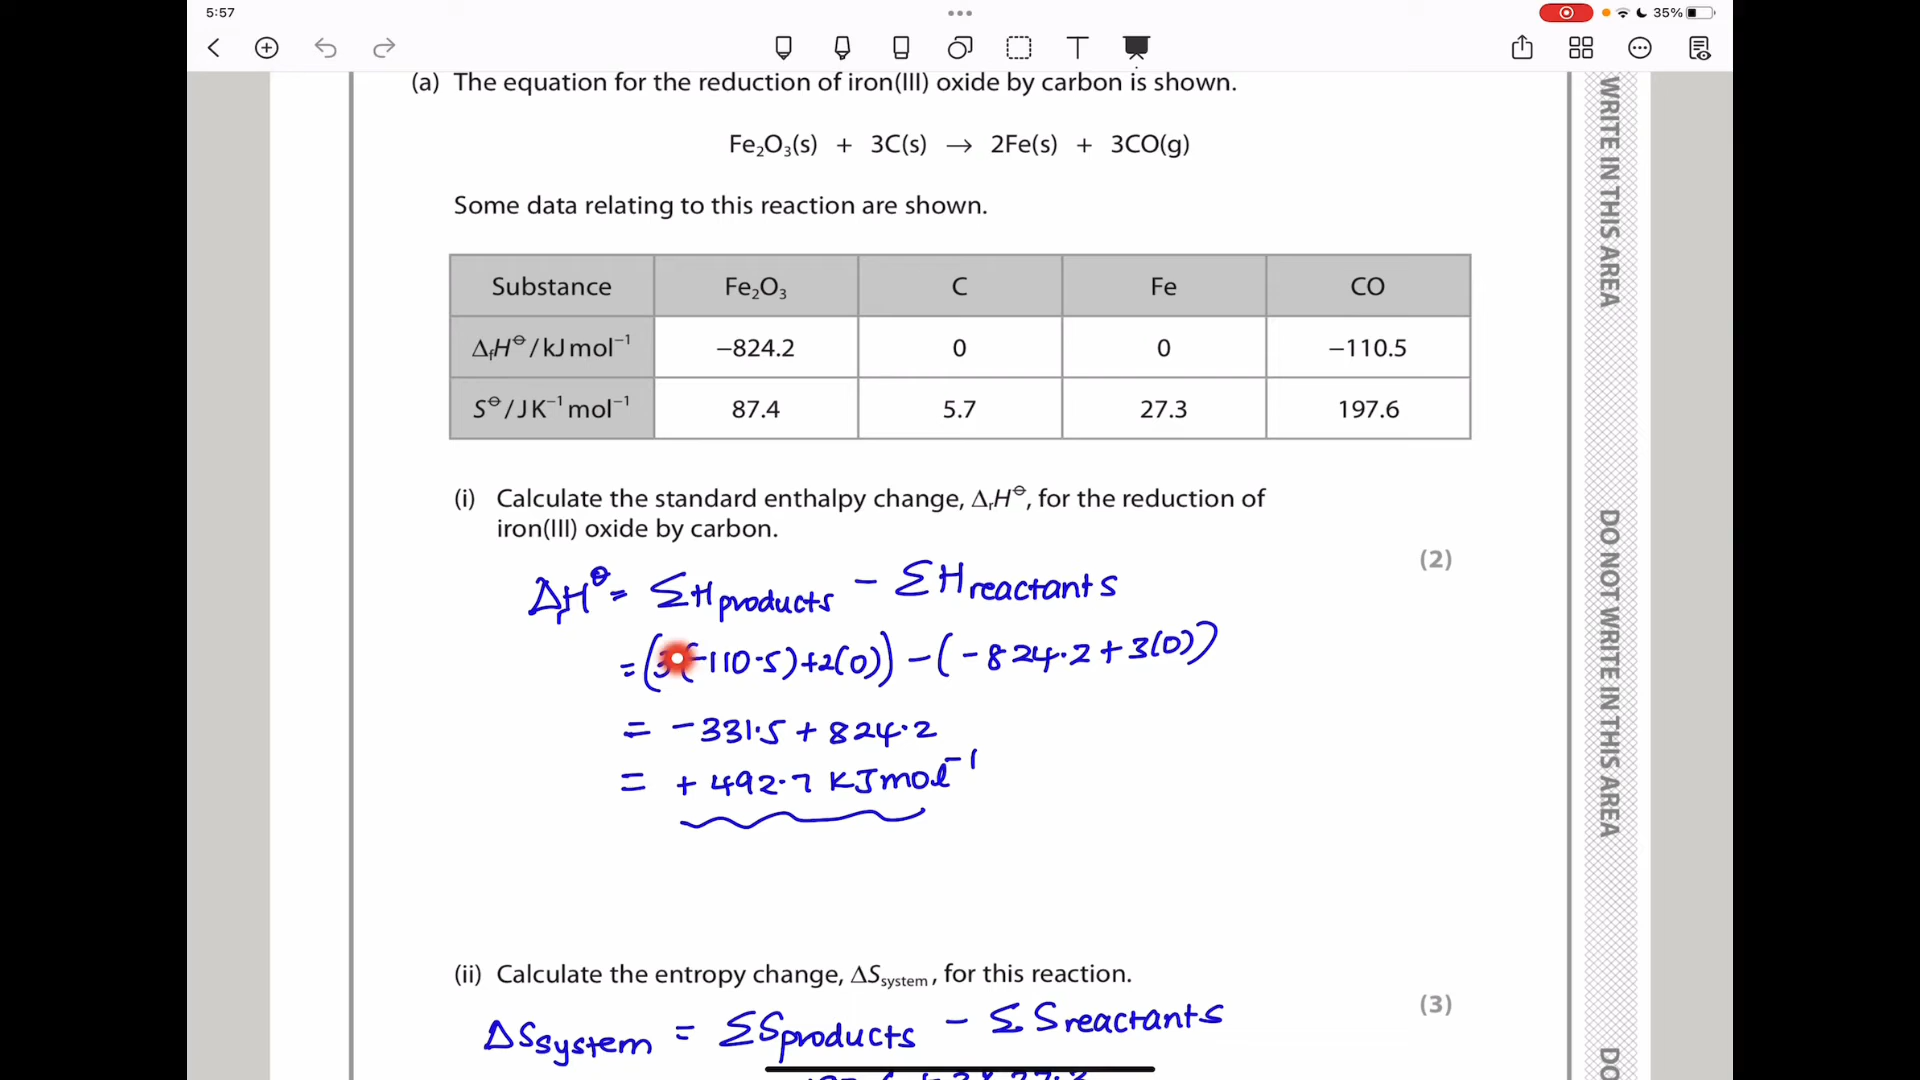 5:57
35%
(a) The equation for the reduction of iron(III) oxide by carbon is shown.
Fe₂O₃(s) + 3C(s) → 2Fe(s) + 3CO(g)
Some data relating to this reaction are shown.
Substance Fe₂O₃ C Fe CO
ΔfH⦵ / kJ mol⁻¹ −824.2 0 0 −110.5
S⦵ / J K⁻¹ mol⁻¹ 87.4 5.7 27.3 197.6
(i) Calculate the standard enthalpy change, ΔrH⦵, for the reduction of
iron(III) oxide by carbon.
(2)
ΔrH⦵ = ΣH products − ΣH reactants
= (3(−110.5)+2(0)) − (−824.2+3(0))
= −331.5 + 824.2
= +492.7 KJmol⁻¹
(ii) Calculate the entropy change, ΔSsystem, for this reaction.
(3)
ΔSsystem = ΣSproducts − ΣSreactants
WRITE IN THIS AREA
DO NOT WRITE IN THIS AREA
DO